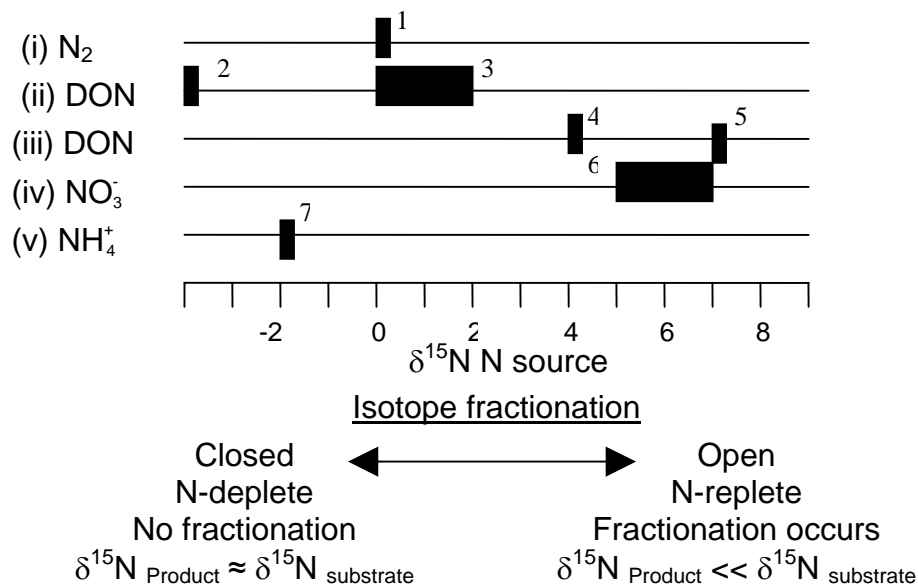 (i) N₂ 1
(ii) DON 2 3
(iii) DON 4 5
(iv) NO₃⁻ 6
(v) NH₄⁺ 7
-2 0 2 4 6 8
δ¹⁵N N source
Isotope fractionation
Closed Open
N-deplete N-replete
No fractionation Fractionation occurs
δ¹⁵N Product ≈ δ¹⁵N substrate δ¹⁵N Product << δ¹⁵N substrate